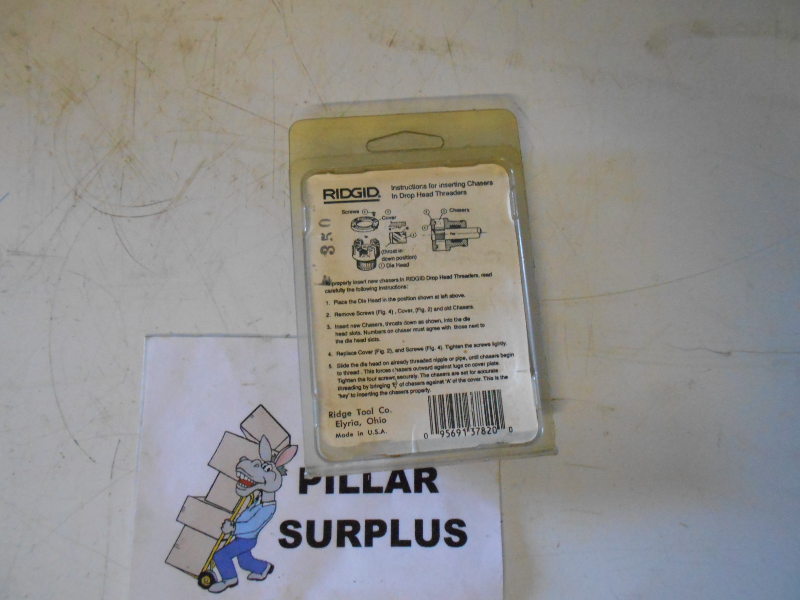 RIDGID
Instructions for inserting Chasers
In Drop Head Threaders
Screws
Cover
Chasers
(throat in
down position)
Die Head
350
properly insert new chasers in RIDGID Drop Head Threaders, read
carefully the following instructions:
1. Place the Die Head in the position shown at left above.
2. Remove Screws (Fig. 4), Cover, (Fig. 2) and old Chasers.
3. Insert new Chasers, throats down as shown, into the die
head slots. Numbers on chaser must agree with those next to
the die head slots.
4. Replace Cover (Fig. 2), and Screws (Fig. 4). Tighten the screws lightly.
5. Slide the die head on already threaded nipple or pipe, until chasers begin
to thread. This forces chasers outward against lugs on cover plate.
Tighten the four screws securely. The chasers are set for accurate
threading by bringing of chasers against 'A' of the cover. This is the
"key" to inserting the chasers properly.
Ridge Tool Co.
Elyria, Ohio
Made in U.S.A.
0 95691 37820 0
PILLAR
SURPLUS